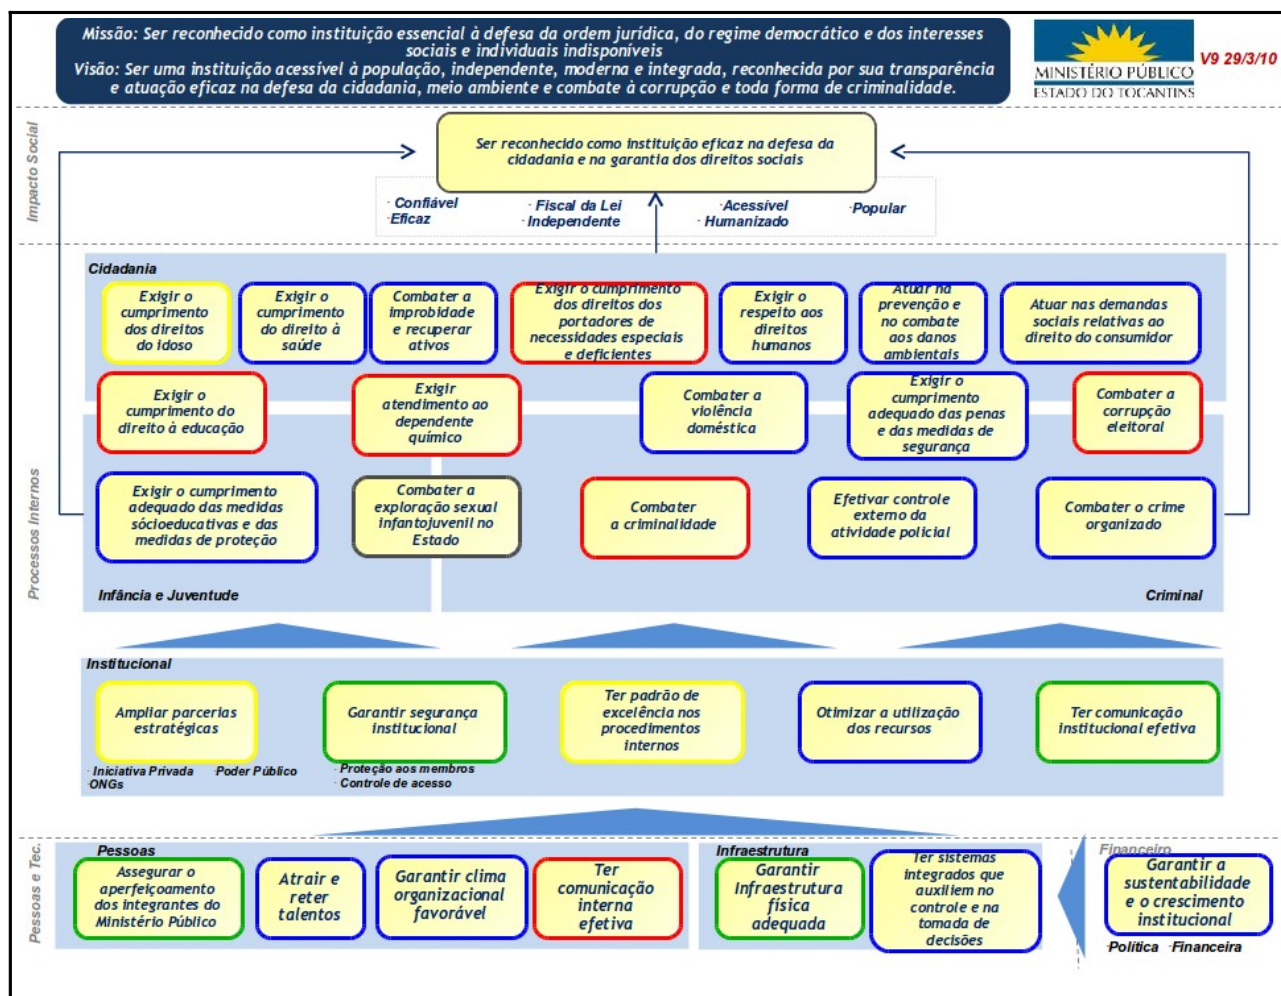 Missão: Ser reconhecido como instituição essencial à defesa da ordem jurídica, do regime democrático e dos interesses
sociais e individuais indisponíveis
Visão: Ser uma instituição acessível à população, independente, moderna e integrada, reconhecida por sua transparência
e atuação eficaz na defesa da cidadania, meio ambiente e combate à corrupção e toda forma de criminalidade.
MINISTÉRIO PÚBLICO
ESTADO DO TOCANTINS
V9 29/3/10
Impacto Social
Ser reconhecido como instituição eficaz na defesa da
cidadania e na garantia dos direitos sociais
· Confiável
·Eficaz
· Fiscal da Lei
· Independente
·Acessível
· Humanizado
·Popular
Processos Internos
Cidadania
Exigir o
cumprimento
dos direitos
do idoso
Exigir o
cumprimento
do direito à
saúde
Combater a
improbidade
e recuperar
ativos
Exigir o cumprimento
dos direitos dos
portadores de
necessidades especiais
e deficientes
Exigir o
respeito aos
direitos
humanos
Atuar na
prevenção e
no combate
aos danos
ambientais
Atuar nas demandas
sociais relativas ao
direito do consumidor
Exigir o
cumprimento do
direito à educação
Exigir
atendimento ao
dependente
químico
Combater a
violência
doméstica
Exigir o
cumprimento
adequado das penas
e das medidas de
segurança
Combater a
corrupção
eleitoral
Exigir o cumprimento
adequado das medidas
sócioeducativas e das
medidas de proteção
Combater a
exploração sexual
infantojuvenil no
Estado
Combater
a criminalidade
Efetivar controle
externo da
atividade policial
Combater o crime
organizado
Infância e Juventude
Criminal
Institucional
Ampliar parcerias
estratégicas
Garantir segurança
institucional
Ter padrão de
excelência nos
procedimentos
internos
Otimizar a utilização
dos recursos
Ter comunicação
institucional efetiva
· Iniciativa Privada
·Poder Público
·ONGs
· Proteção aos membros
· Controle de acesso
Pessoas e Tec.
Pessoas
Assegurar o
aperfeiçoamento
dos integrantes do
Ministério Público
Atrair e
reter
talentos
Garantir clima
organizacional
favorável
Ter
comunicação
interna
efetiva
Infraestrutura
Garantir
Infraestrutura
física
adequada
Ter sistemas
integrados que
auxiliem no
controle e na
tomada de
decisões
Financeiro
Garantir a
sustentabilidade
e o crescimento
institucional
·Política
·Financeira